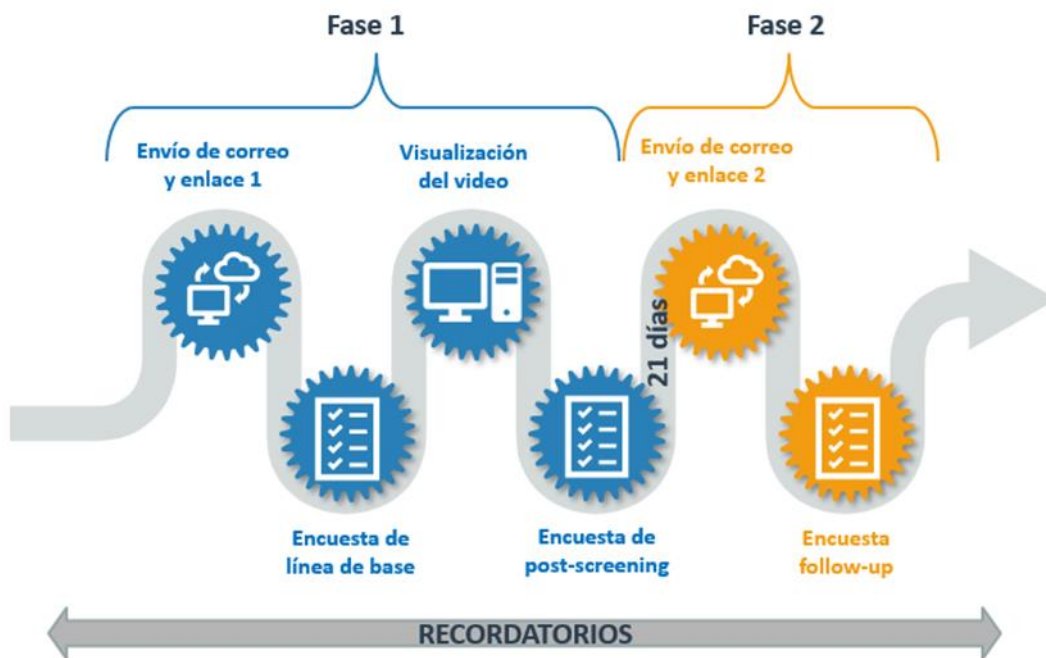 Fase 1
Fase 2
Envío de correo
y enlace 1
Visualización
del video
Envío de correo
y enlace 2
21 días
Encuesta de
línea de base
Encuesta de
post-screening
Encuesta
follow-up
RECORDATORIOS